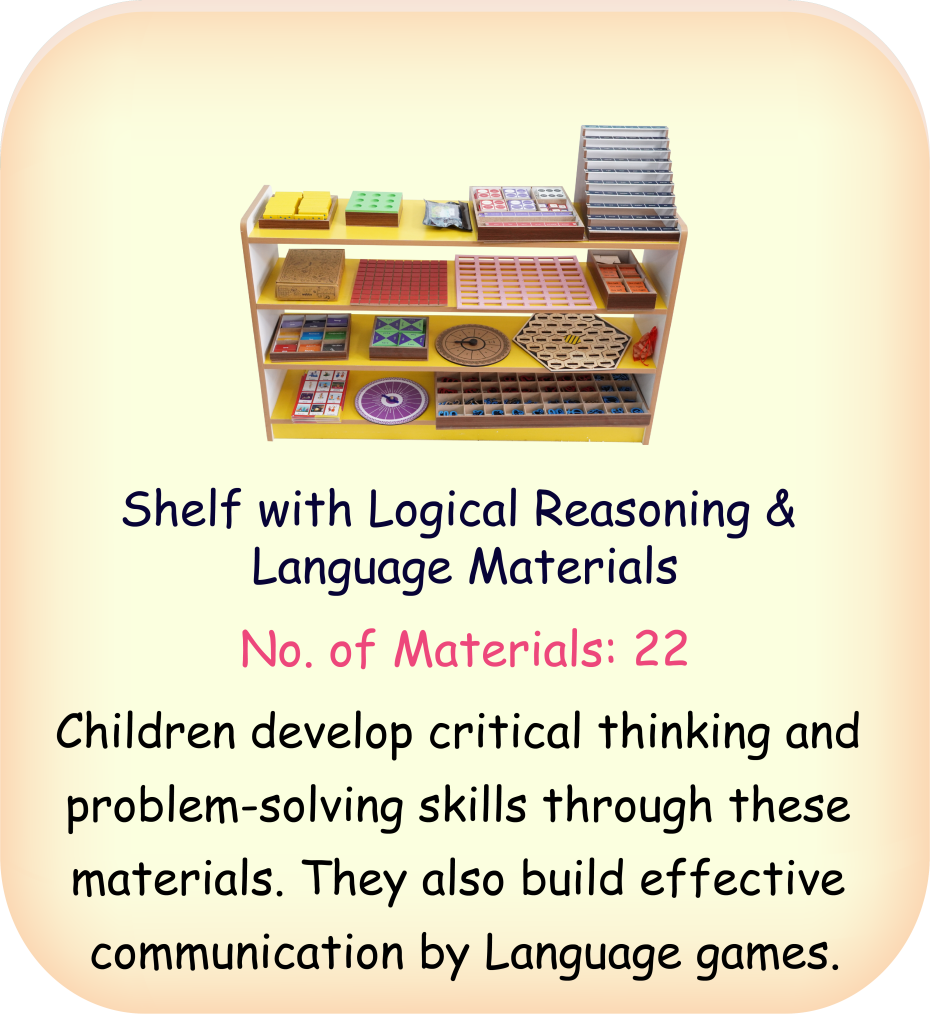 Shelf with Logical Reasoning &
Language Materials
No. of Materials: 22
Children develop critical thinking and
problem-solving skills through these
materials. They also build effective
communication by Language games.